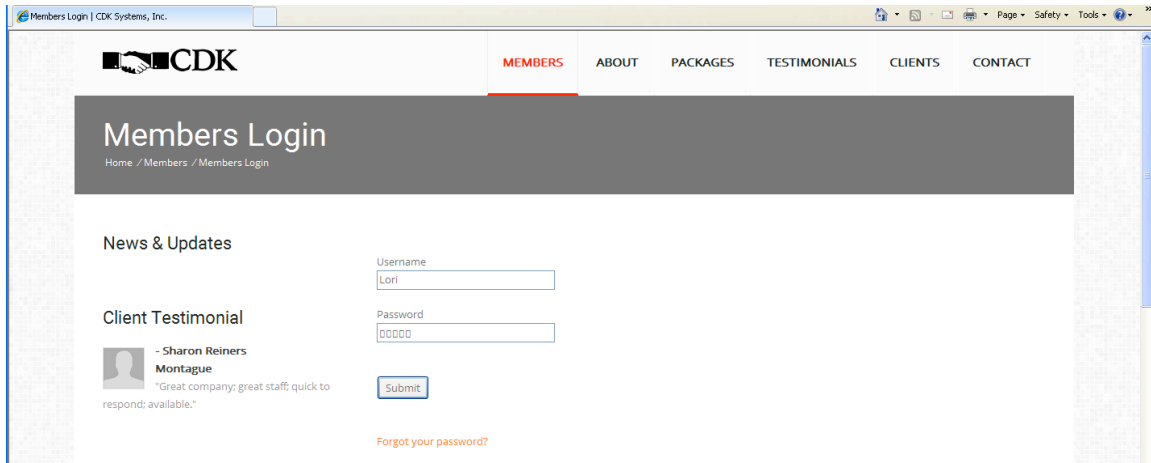 Members Login | CDK Systems, Inc.
Page Safety Tools
CDK
MEMBERS ABOUT PACKAGES TESTIMONIALS CLIENTS CONTACT
Members Login
Home / Members / Members Login
News & Updates
Username
Lori
Client Testimonial
Password
- Sharon Reiners
Montague
"Great company; great staff; quick to
respond; available."
Submit
Forgot your password?